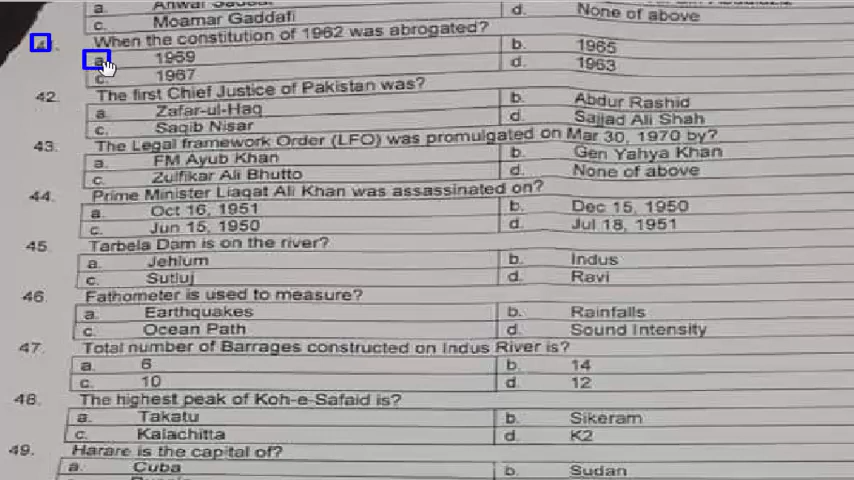 a. Anwar Sadat d. None of above
c. Moamar Gaddafi
41. When the constitution of 1962 was abrogated?
a. 1969 b. 1965
c. 1967 d. 1963
42. The first Chief Justice of Pakistan was?
a. Zafar-ul-Haq b. Abdur Rashid
c. Saqib Nisar d. Sajjad Ali Shah
43. The Legal framework Order (LFO) was promulgated on Mar 30, 1970 by?
a. FM Ayub Khan b. Gen Yahya Khan
c. Zulfikar Ali Bhutto d. None of above
44. Prime Minister Liaqat Ali Khan was assassinated on?
a. Oct 16, 1951 b. Dec 15, 1950
c. Jun 15, 1950 d. Jul 18, 1951
45. Tarbela Dam is on the river?
a. Jehlum b. Indus
c. Sutluj d. Ravi
46. Fathometer is used to measure?
a. Earthquakes b. Rainfalls
c. Ocean Path d. Sound Intensity
47. Total number of Barrages constructed on Indus River is?
a. 6 b. 14
c. 10 d. 12
48. The highest peak of Koh-e-Safaid is?
a. Takatu b. Sikeram
c. Kalachitta d. K2
49. Harare is the capital of?
a. Cuba b. Sudan